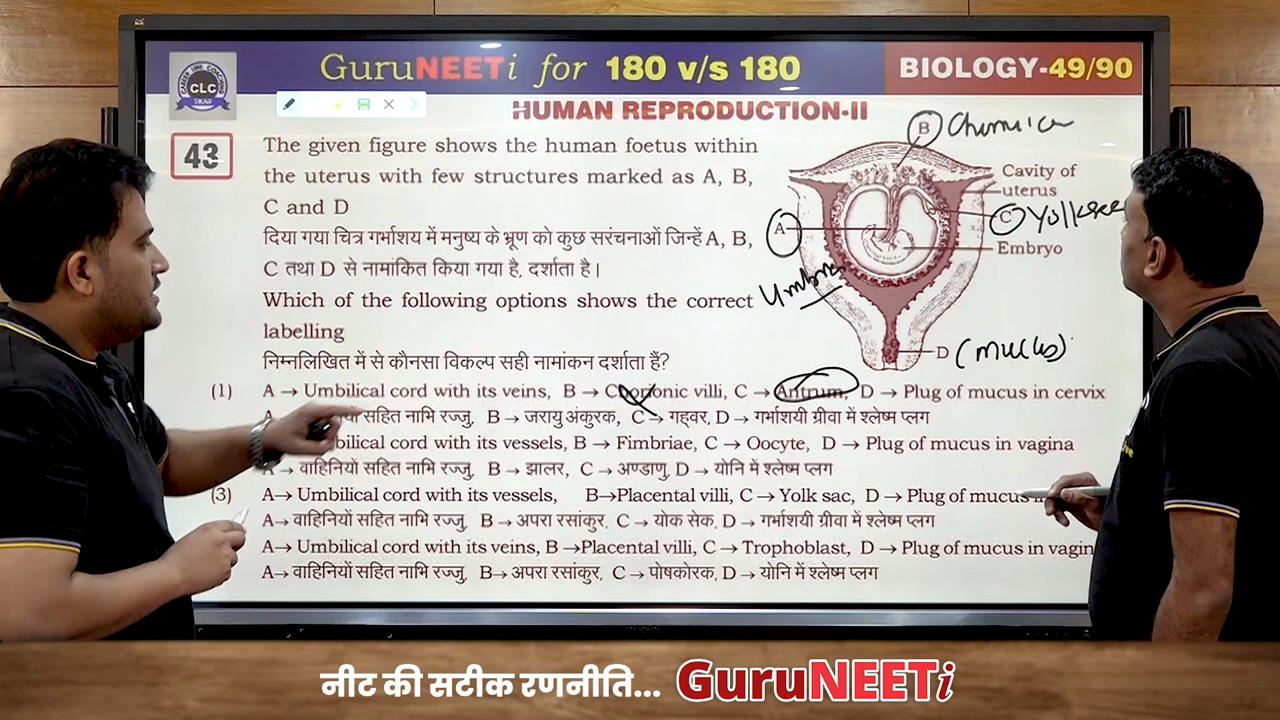 GuruNEETi for 180 v/s 180
BIOLOGY-49/90
CLC
SIKAR
HUMAN REPRODUCTION-II
43
The given figure shows the human foetus within
the uterus with few structures marked as A, B,
C and D
दिया गया चित्र गर्भाशय में मनुष्य के भ्रूण को कुछ सरंचनाओं जिन्हें A, B,
C तथा D से नामांकित किया गया है, दर्शाता है।
Which of the following options shows the correct
labelling
निम्नलिखित में से कौनसा विकल्प सही नामांकन दर्शाता हैं?
B
Cavity of
uterus
A
C
Embryo
D (mucus)
(1) A → Umbilical cord with its veins, B → Chorionic villi, C → Antrum, D → Plug of mucus in cervix
सहित नाभि रज्जु, B → जरायु अंकुरक, C → गह्वर, D → गर्भाशयी ग्रीवा में श्लेष्म प्लग
cord with its vessels, B → Fimbriae, C → Oocyte, D → Plug of mucus in vagina
A → वाहिनियों सहित नाभि रज्जु, B → झालर, C → अण्डाणु, D → योनि में श्लेष्म प्लग
(3) A→ Umbilical cord with its vessels, B→Placental villi, C → Yolk sac, D → Plug of mucus
A→ वाहिनियों सहित नाभि रज्जु, B → अपरा रसांकुर, C → योक सेक, D → गर्भाशयी ग्रीवा में श्लेष्म प्लग
A→ Umbilical cord with its veins, B →Placental villi, C → Trophoblast, D → Plug of mucus in vagin
A→ वाहिनियों सहित नाभि रज्जु, B→ अपरा रसांकुर, C → पोषकोरक, D → योनि में श्लेष्म प्लग
नीट की सटीक रणनीति... GuruNEETi